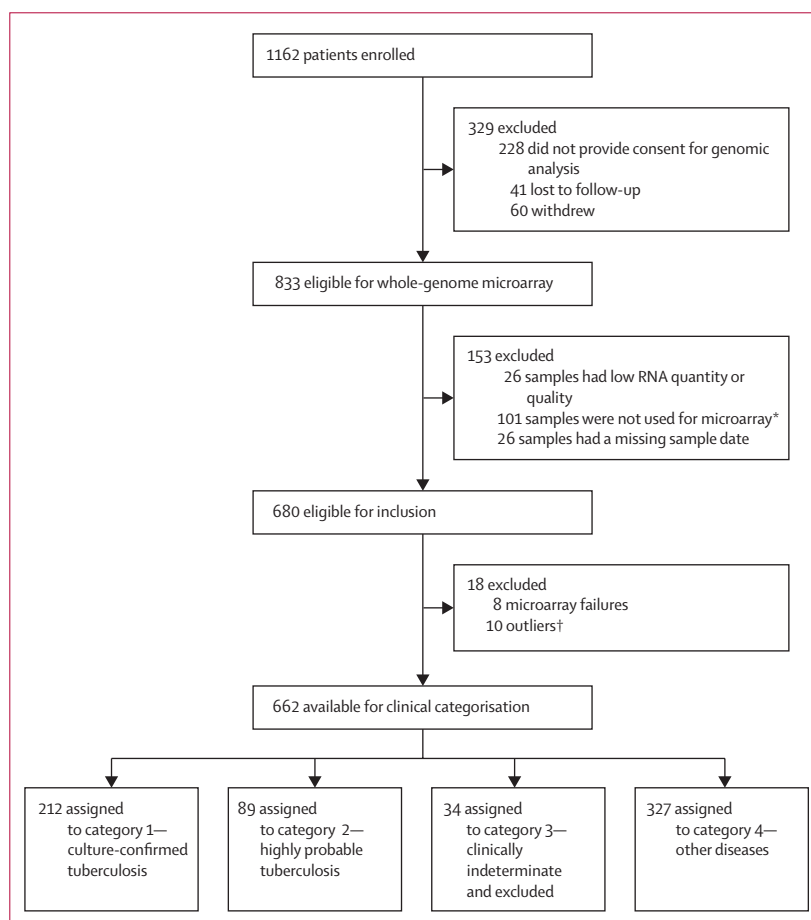 1162 patients enrolled
329 excluded
228 did not provide consent for genomic
analysis
41 lost to follow-up
60 withdrew
833 eligible for whole-genome microarray
153 excluded
26 samples had low RNA quantity or
quality
101 samples were not used for microarray*
26 samples had a missing sample date
680 eligible for inclusion
18 excluded
8 microarray failures
10 outliers†
662 available for clinical categorisation
212 assigned
to category 1—
culture-confirmed
tuberculosis
89 assigned
to category 2—
highly probable
tuberculosis
34 assigned
to category 3—
clinically
indeterminate
and excluded
327 assigned
to category 4—
other diseases